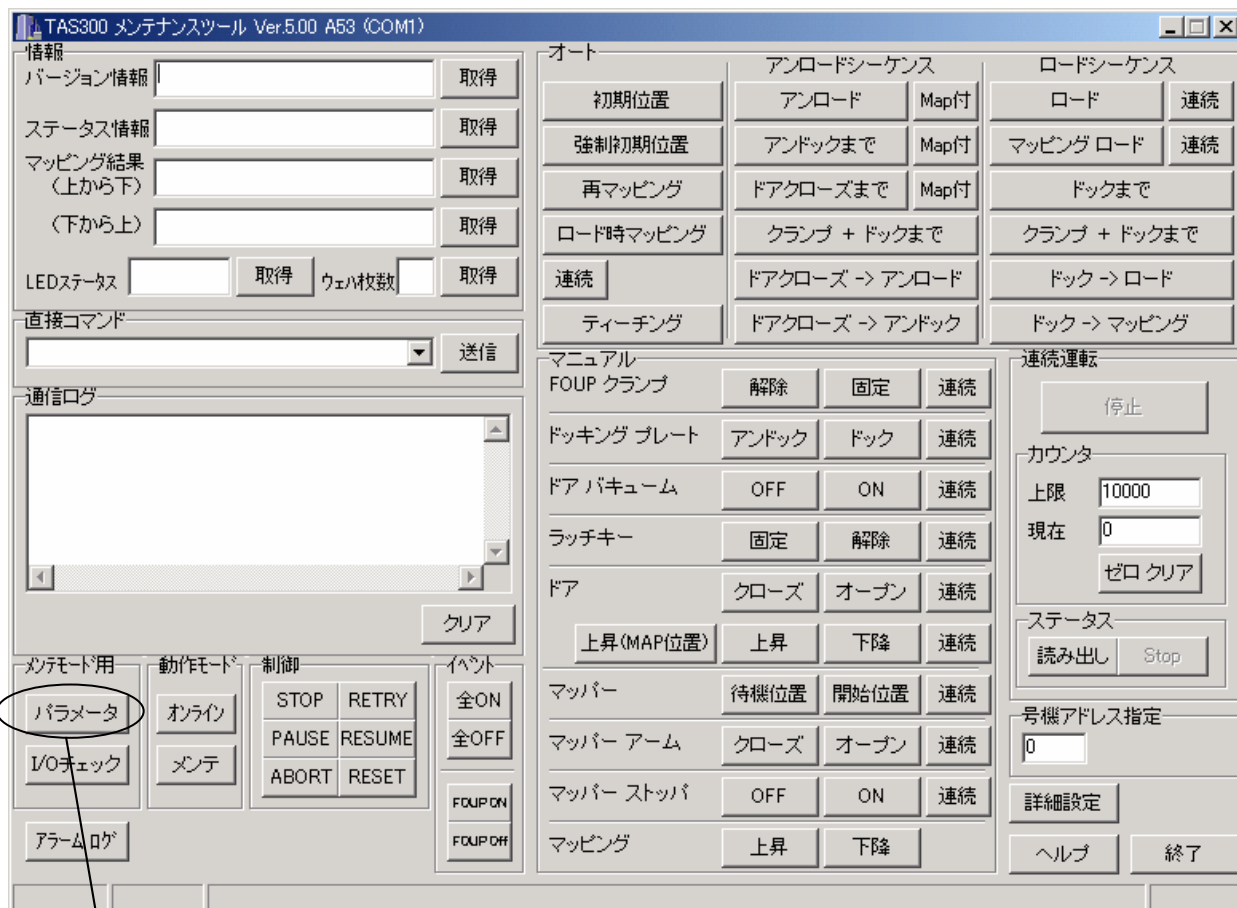 TAS300 メンテナンスツール Ver.5.00 A53 (COM1)
情報
バージョン情報 取得
ステータス情報 取得
マッピング結果
(上から下) 取得
(下から上) 取得
LEDステータス 取得 ウェハ枚数 取得
直接コマンド
送信
通信ログ
クリア
メンテモード用
パラメータ
I/Oチェック
アラームログ
動作モード
オンライン
メンテ
制御
STOP RETRY
PAUSE RESUME
ABORT RESET
イベント
全ON
全OFF
FOUP ON
FOUP Off
オート
アンロードシーケンス ロードシーケンス
初期位置 アンロード Map付 ロード 連続
強制初期位置 アンドックまで Map付 マッピング ロード 連続
再マッピング ドアクローズまで Map付 ドックまで
ロード時マッピング クランプ + ドックまで クランプ + ドックまで
連続 ドアクローズ -> アンロード ドック -> ロード
ティーチング ドアクローズ -> アンドック ドック -> マッピング
マニュアル
FOUP クランプ 解除 固定 連続
ドッキング プレート アンドック ドック 連続
ドア バキューム OFF ON 連続
ラッチキー 固定 解除 連続
ドア クローズ オープン 連続
上昇(MAP位置) 上昇 下降 連続
マッパー 待機位置 開始位置 連続
マッパー アーム クローズ オープン 連続
マッパー ストッパ OFF ON 連続
マッピング 上昇 下降
連続運転
停止
カウンタ
上限 10000
現在 0
ゼロ クリア
ステータス
読み出し Stop
号機アドレス指定
0
詳細設定
ヘルプ 終了